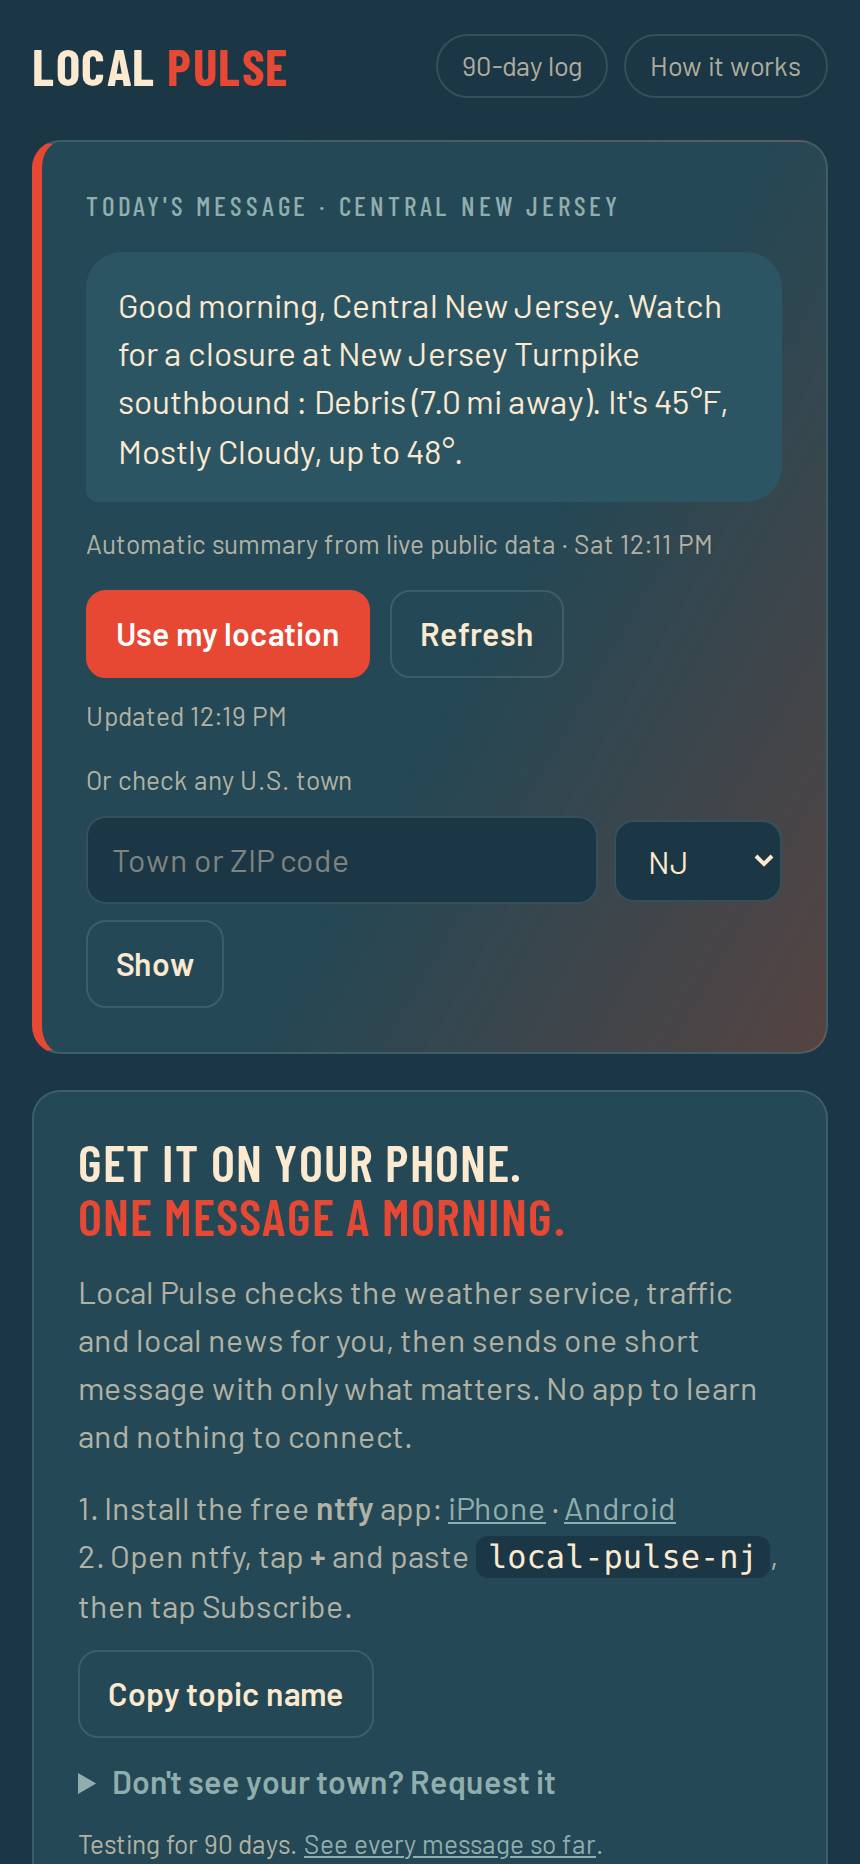 LOCAL PULSE
90-day log
How it works
TODAY'S MESSAGE · CENTRAL NEW JERSEY
Good morning, Central New Jersey. Watch
for a closure at New Jersey Turnpike
southbound : Debris (7.0 mi away). It's 45°F,
Mostly Cloudy, up to 48°.
Automatic summary from live public data · Sat 12:11 PM
Use my location
Refresh
Updated 12:19 PM
Or check any U.S. town
Town or ZIP code
NJ
Show
GET IT ON YOUR PHONE.
ONE MESSAGE A MORNING.
Local Pulse checks the weather service, traffic
and local news for you, then sends one short
message with only what matters. No app to learn
and nothing to connect.
1. Install the free ntfy app: iPhone · Android
2. Open ntfy, tap + and paste local-pulse-nj ,
then tap Subscribe.
Copy topic name
Don't see your town? Request it
Testing for 90 days. See every message so far.